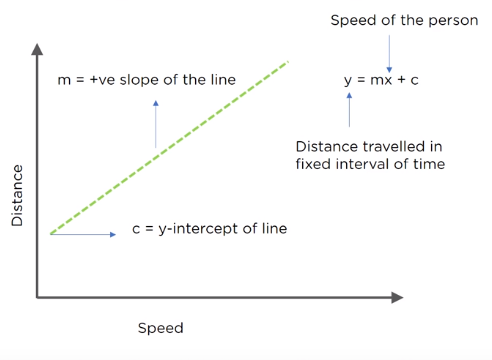 Speed of the person
m = +ve slope of the line
y = mx + c
Distance travelled in
fixed interval of time
Distance
c = y-intercept of line
Speed